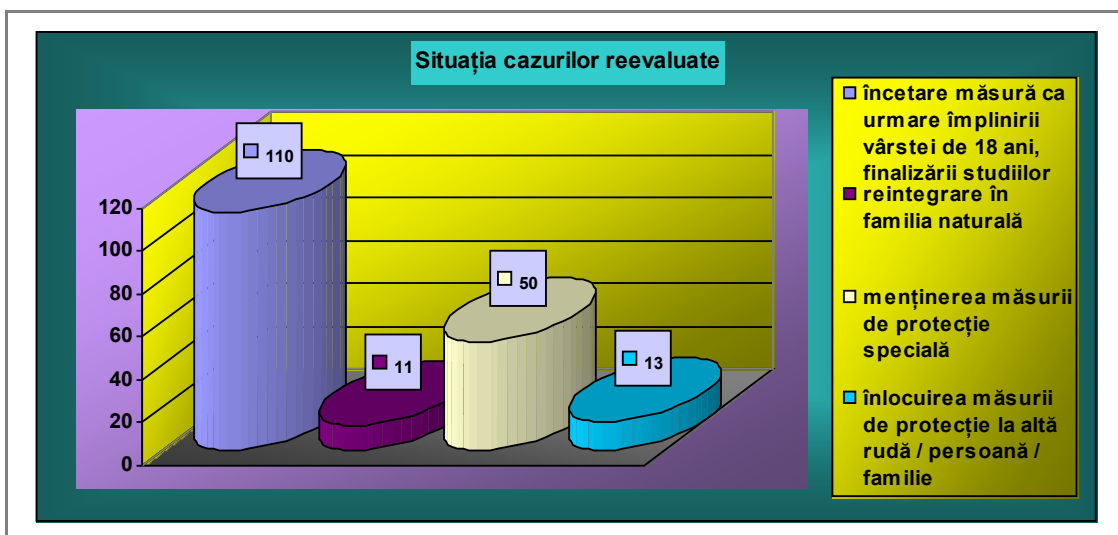 Situația cazurilor reevaluate
120
100
80
60
40
20
0
110
11
50
13
încetare măsură ca
urmare împlinirii
vârstei de 18 ani,
finalizării studiilor
reintegrare în
familia naturală
menținerea măsurii
de protecție
specială
înlocuirea măsurii
de protecție la altă
rudă / persoană /
familie